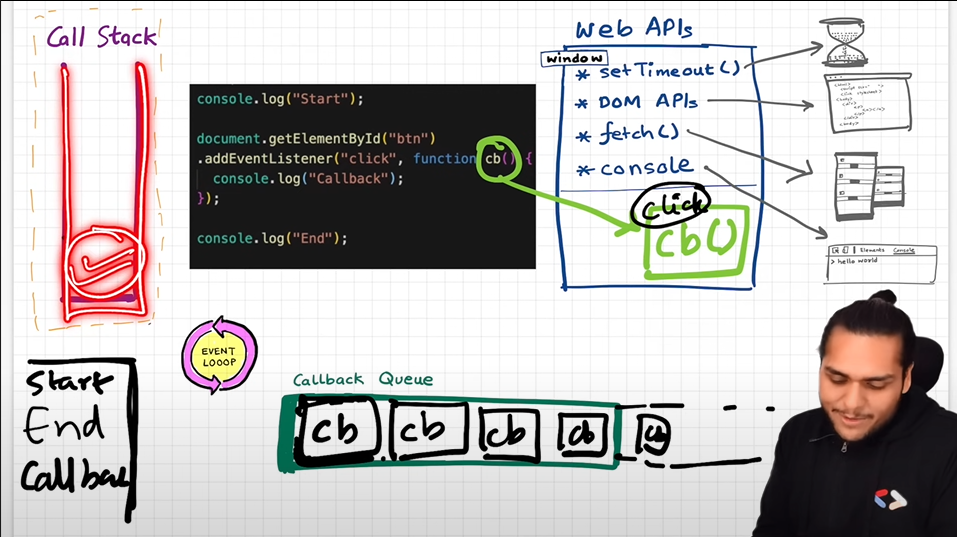 Call Stack
console.log("Start");
document.getElementById("btn")
.addEventListener("click", function cb() {
console.log("Callback");
});
console.log("End");
Web APIs
window
* setTimeout()
* DOM APIs
* fetch()
* console
click
cb()
Elements Console
> hello world
EVENT
LOOOP
Start
End
Callbac
Callback Queue
cb cb cb cb cb